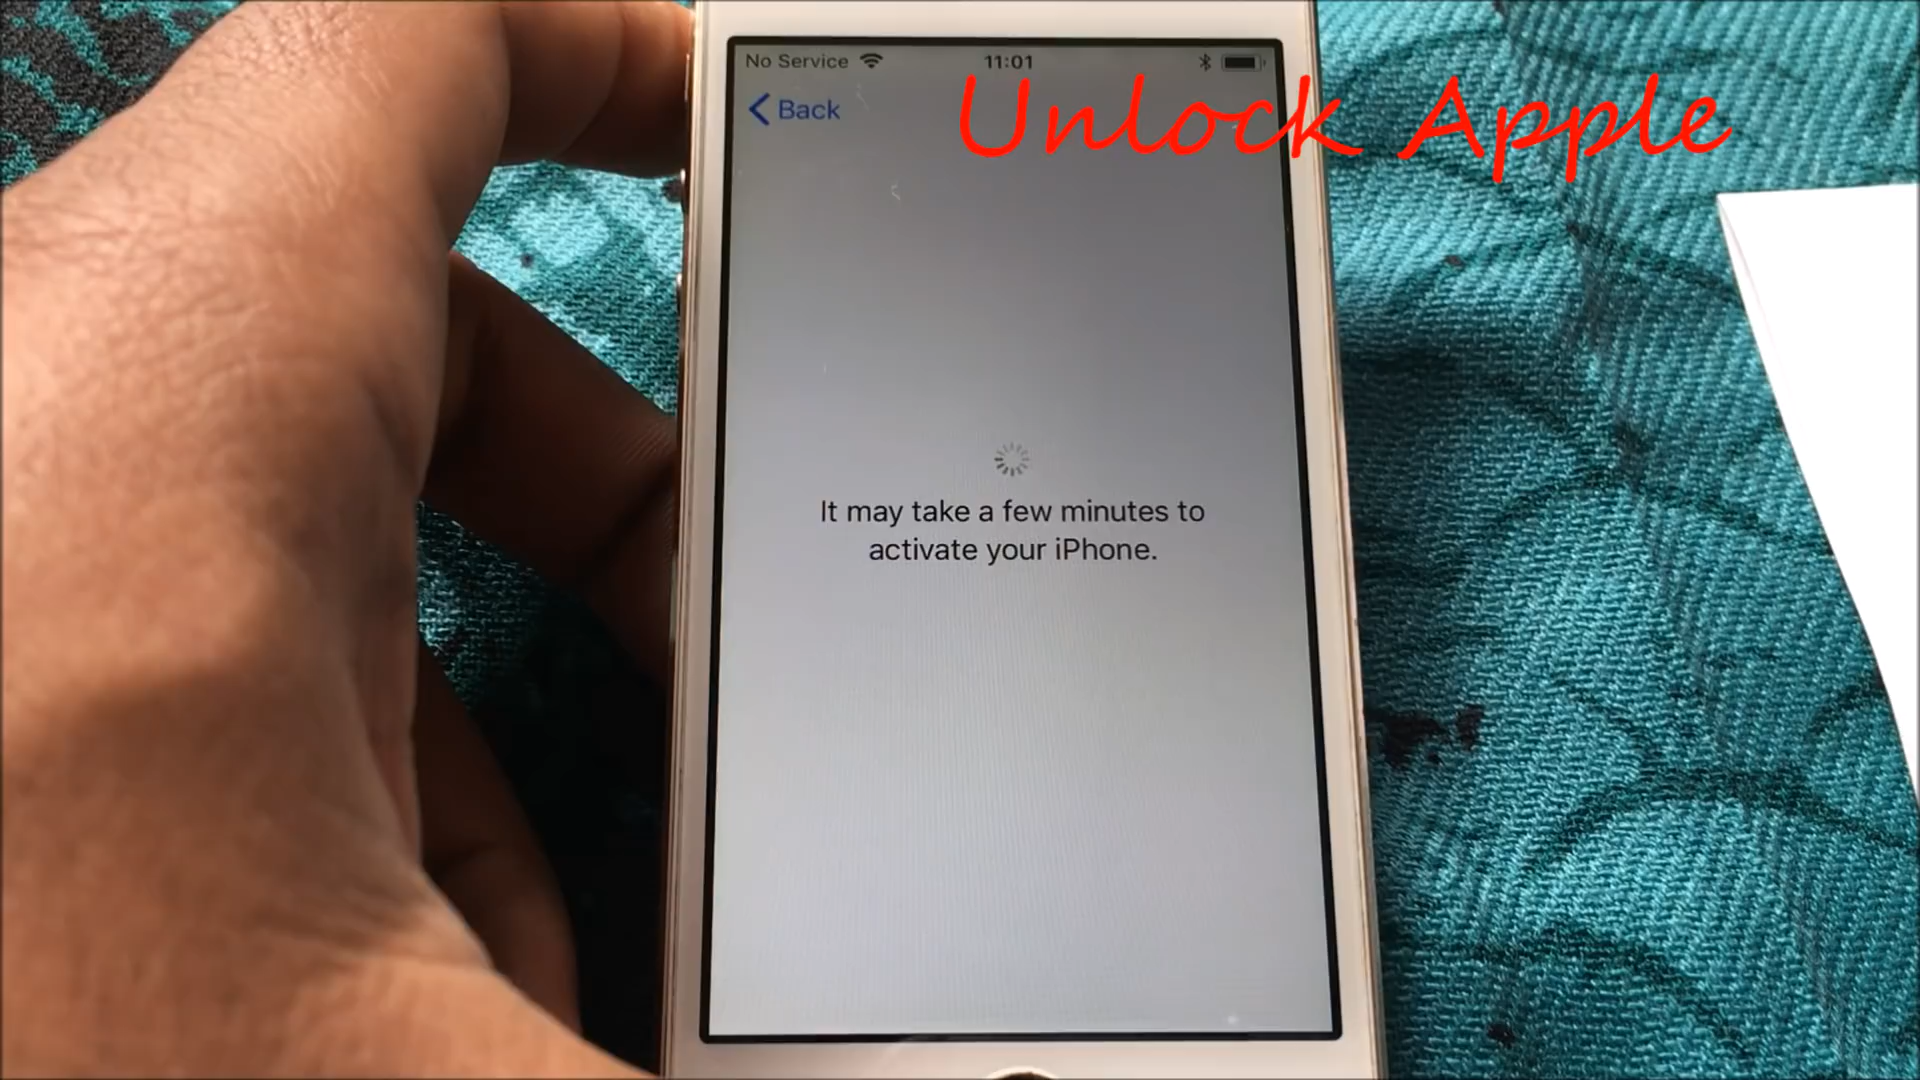 No Service 11:01
Back
Unlock Apple
It may take a few minutes to
activate your iPhone.